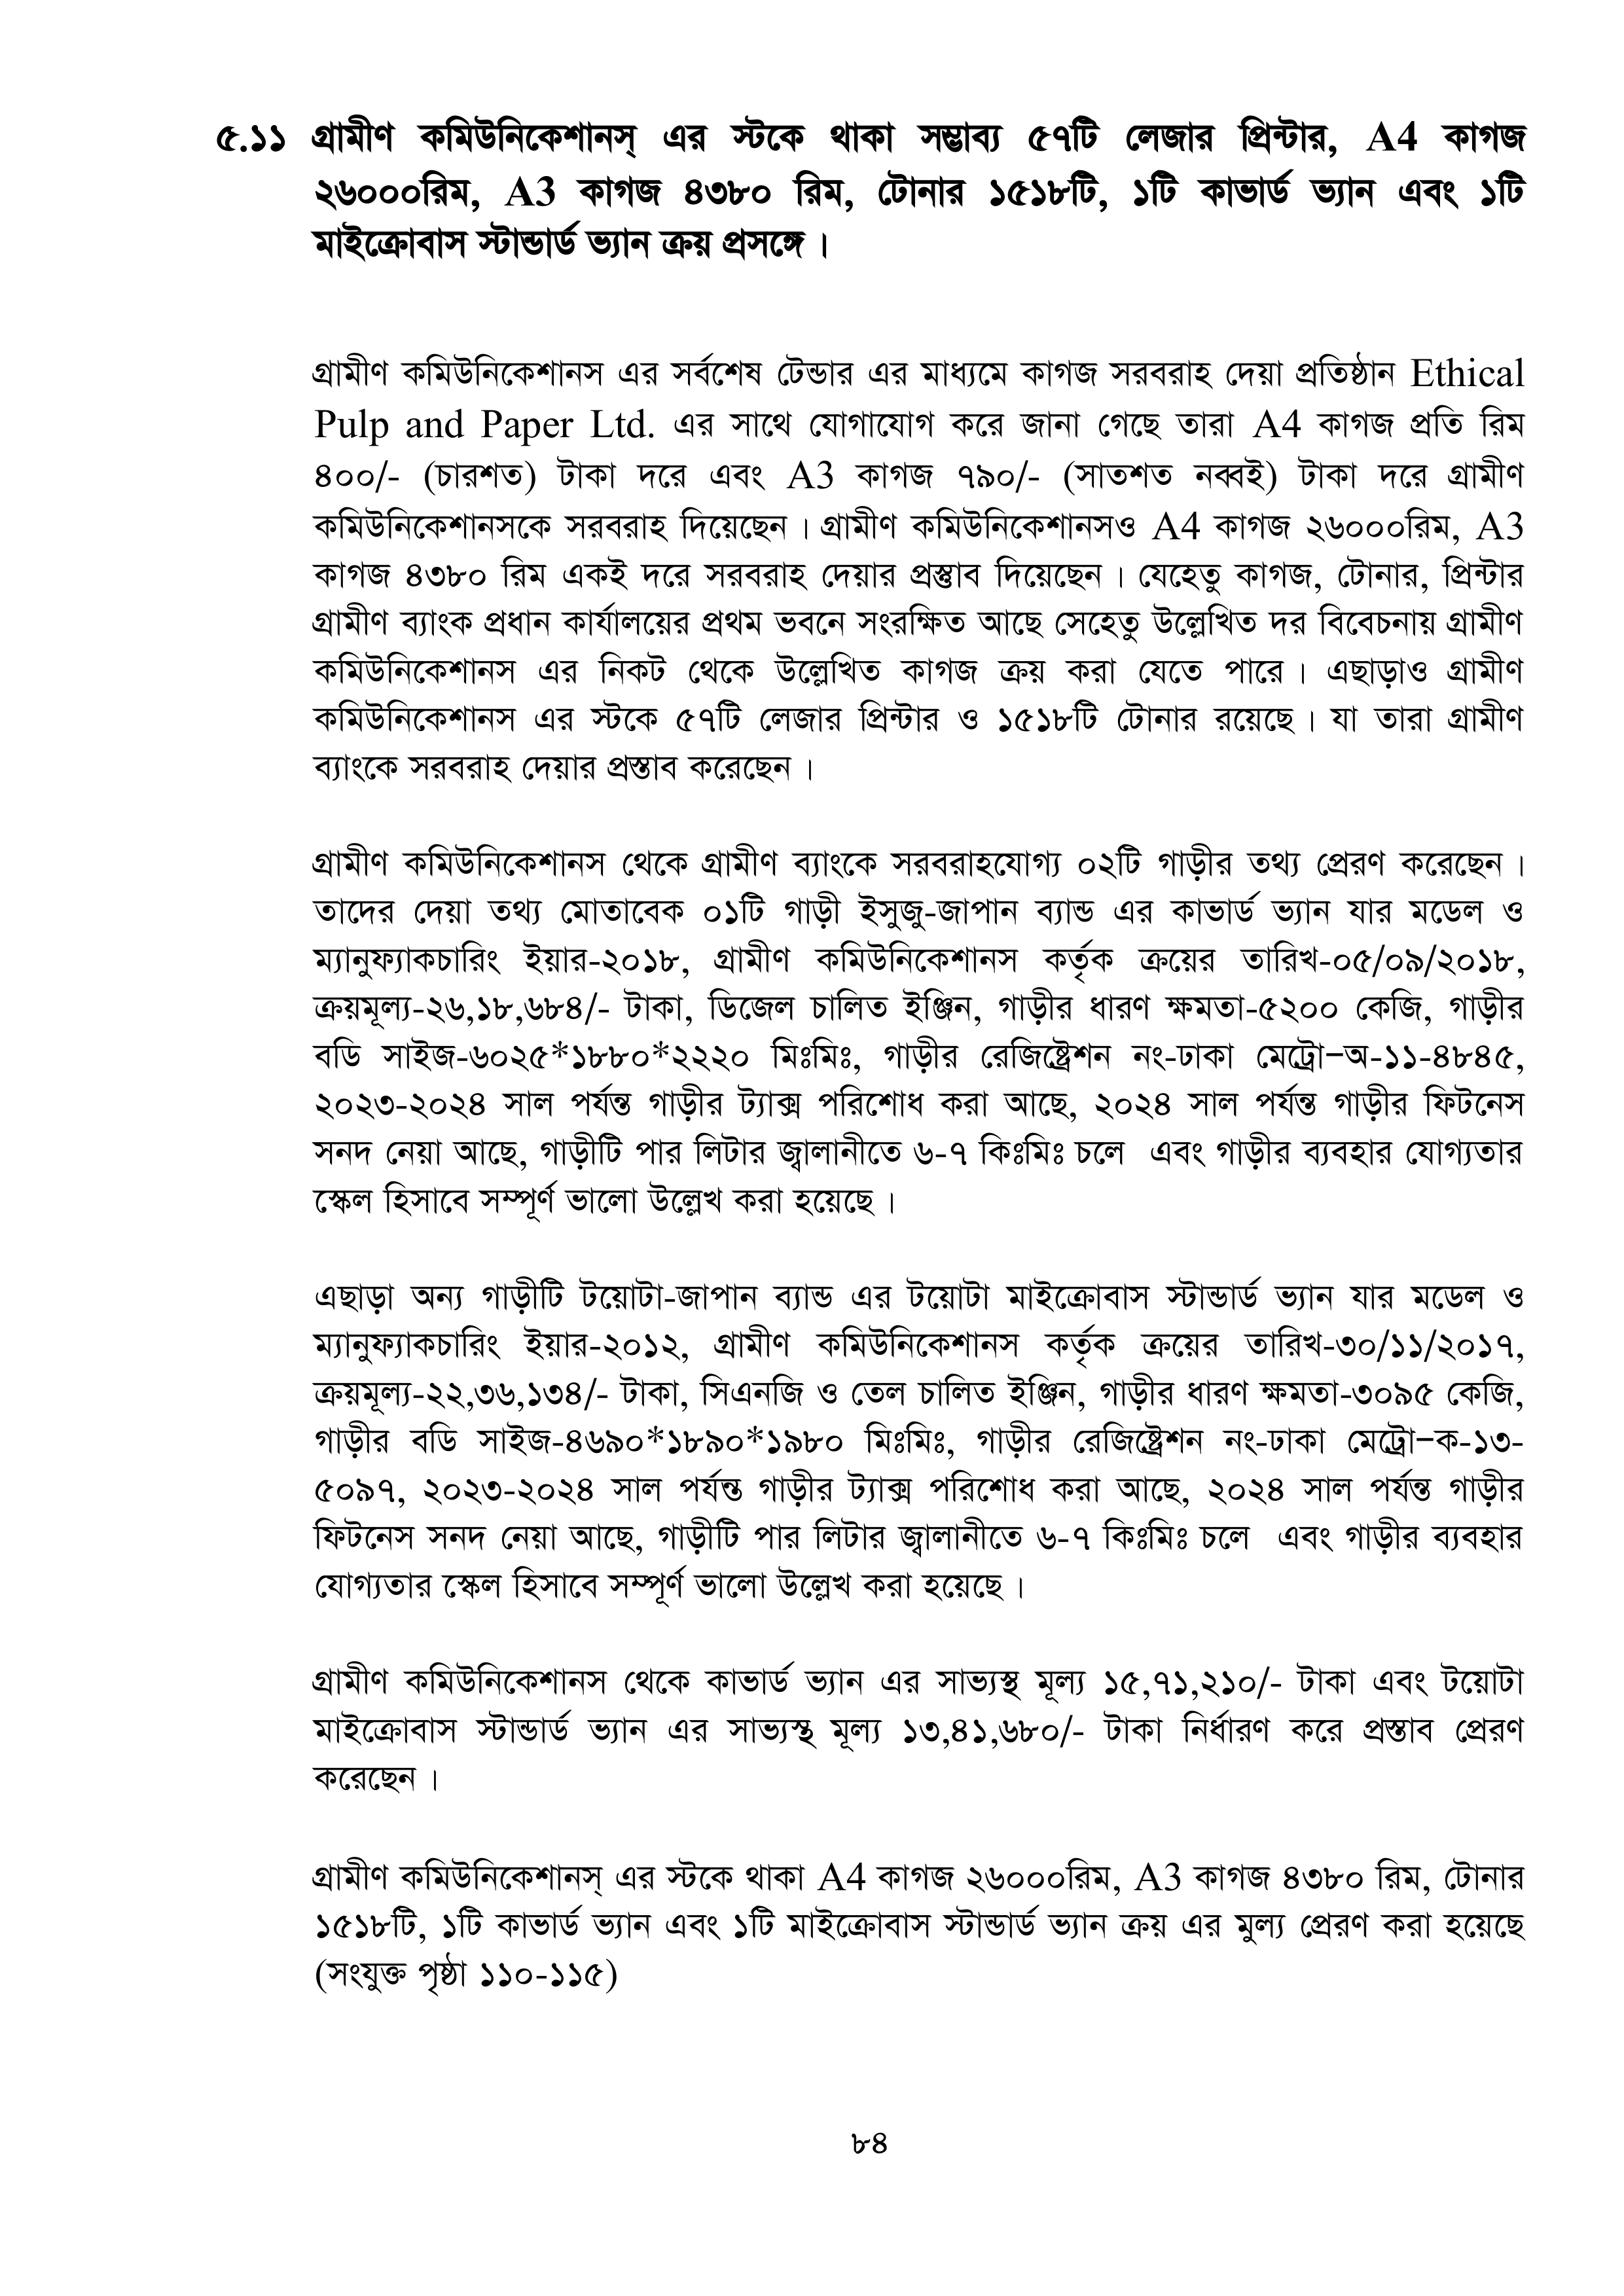 ৫.১১ গ্রামীণ কমিউনিকেশানস্ এর স্টকে থাকা সম্ভাব্য ৫৭টি লেজার প্রিন্টার, A4 কাগজ
২৬০০০রিম, A3 কাগজ ৪৩৮০ রিম, টোনার ১৫১৮টি, ১টি কাভার্ড ভ্যান এবং ১টি
মাইক্রোবাস স্টান্ডার্ড ভ্যান ক্রয় প্রসঙ্গে।
গ্রামীণ কমিউনিকেশানস এর সর্বশেষ টেন্ডার এর মাধ্যমে কাগজ সরবরাহ দেয়া প্রতিষ্ঠান Ethical
Pulp and Paper Ltd. এর সাথে যোগাযোগ করে জানা গেছে তারা A4 কাগজ প্রতি রিম
৪০০/- (চারশত) টাকা দরে এবং A3 কাগজ ৭৯০/- (সাতশত নব্বই) টাকা দরে গ্রামীণ
কমিউনিকেশানসকে সরবরাহ দিয়েছেন। গ্রামীণ কমিউনিকেশানসও A4 কাগজ ২৬০০০রিম, A3
কাগজ ৪৩৮০ রিম একই দরে সরবরাহ দেয়ার প্রস্তুাব দিয়েছেন। যেহেতু কাগজ, টোনার, প্রিন্টার
গ্রামীণ ব্যাংক প্রধান কার্যালয়ের প্রথম ভবনে সংরক্ষিত আছে সেহেতু উল্লেখিত দর বিবেচনায় গ্রামীণ
কমিউনিকেশানস এর নিকট থেকে উল্লেখিত কাগজ ক্রয় করা যেতে পারে। এছাড়াও গ্রামীণ
কমিউনিকেশানস এর স্টকে ৫৭টি লেজার প্রিন্টার ও ১৫১৮টি টোনার রয়েছে। যা তারা গ্রামীণ
ব্যাংকে সরবরাহ দেয়ার প্রস্তাব করেছেন।
গ্রামীণ কমিউনিকেশানস থেকে গ্রামীণ ব্যাংকে সরবরাহযোগ্য ০২টি গাড়ীর তথ্য প্রেরণ করেছেন।
তাদের দেয়া তথ্য মোতাবেক ০১টি গাড়ী ইসুজু-জাপান ব্যান্ড এর কাভার্ড ভ্যান যার মডেল ও
ম্যানুফ্যাকচারিং ইয়ার-২০১৮, গ্রামীণ কমিউনিকেশানস কর্তৃক ক্রয়ের তারিখ-০৫/০৯/২০১৮,
ক্রয়মূল্য-২৬,১৮,৬৮৪/- টাকা, ডিজেল চালিত ইঞ্জিন, গাড়ীর ধারণ ক্ষমতা-৫২০০ কেজি, গাড়ীর
বডি সাইজ-৬০২৫*১৮৮০*২২২০ মিঃমিঃ, গাড়ীর রেজিষ্ট্রেশন নং-ঢাকা মেট্রো–অ-১১-৪৮৪৫,
২০২৩-২০২৪ সাল পর্যন্ত গাড়ীর ট্যাক্স পরিশোধ করা আছে, ২০২৪ সাল পর্যন্ত গাড়ীর ফিটনেস
সনদ নেয়া আছে, গাড়ীটি পার লিটার জ্বালানীতে ৬-৭ কিঃমিঃ চলে এবং গাড়ীর ব্যবহার যোগ্যতার
স্কেল হিসাবে সম্পূর্ণ ভালো উল্লেখ করা হয়েছে।
এছাড়া অন্য গাড়ীটি টয়োটা-জাপান ব্যান্ড এর টয়োটা মাইক্রোবাস স্টান্ডার্ড ভ্যান যার মডেল ও
ম্যানুফ্যাকচারিং ইয়ার-২০১২, গ্রামীণ কমিউনিকেশানস কর্তৃক ক্রয়ের তারিখ-৩০/১১/২০১৭,
ক্রয়মূল্য-২২,৩৬,১৩৪/- টাকা, সিএনজি ও তেল চালিত ইঞ্জিন, গাড়ীর ধারণ ক্ষমতা-৩০৯৫ কেজি,
গাড়ীর বডি সাইজ-৪৬৯০*১৮৯০*১৯৮০ মিঃমিঃ, গাড়ীর রেজিষ্ট্রেশন নং-ঢাকা মেট্রো–ক-১৩-
৫০৯৭, ২০২৩-২০২৪ সাল পর্যন্ত গাড়ীর ট্যাক্স পরিশোধ করা আছে, ২০২৪ সাল পর্যন্ত গাড়ীর
ফিটনেস সনদ নেয়া আছে, গাড়ীটি পার লিটার জ্বালানীতে ৬-৭ কিঃমিঃ চলে এবং গাড়ীর ব্যবহার
যোগ্যতার স্কেল হিসাবে সম্পূর্ণ ভালো উল্লেখ করা হয়েছে।
গ্রামীণ কমিউনিকেশানস থেকে কাভার্ড ভ্যান এর সাভ্যস্থ মূল্য ১৫,৭১,২১০/- টাকা এবং টয়োটা
মাইক্রোবাস স্টান্ডার্ড ভ্যান এর সাভ্যস্থ মূল্য ১৩,৪১,৬৮০/- টাকা নির্ধারণ করে প্রস্তাব প্রেরণ
করেছেন।
গ্রামীণ কমিউনিকেশানস্ এর স্টকে থাকা A4 কাগজ ২৬০০০রিম, A3 কাগজ ৪৩৮০ রিম, টোনার
১৫১৮টি, ১টি কাভার্ড ভ্যান এবং ১টি মাইক্রোবাস স্টান্ডার্ড ভ্যান ক্রয় এর মুল্য প্রেরণ করা হয়েছে
(সংযুক্ত পৃষ্ঠা ১১০-১১৫)
৮৪